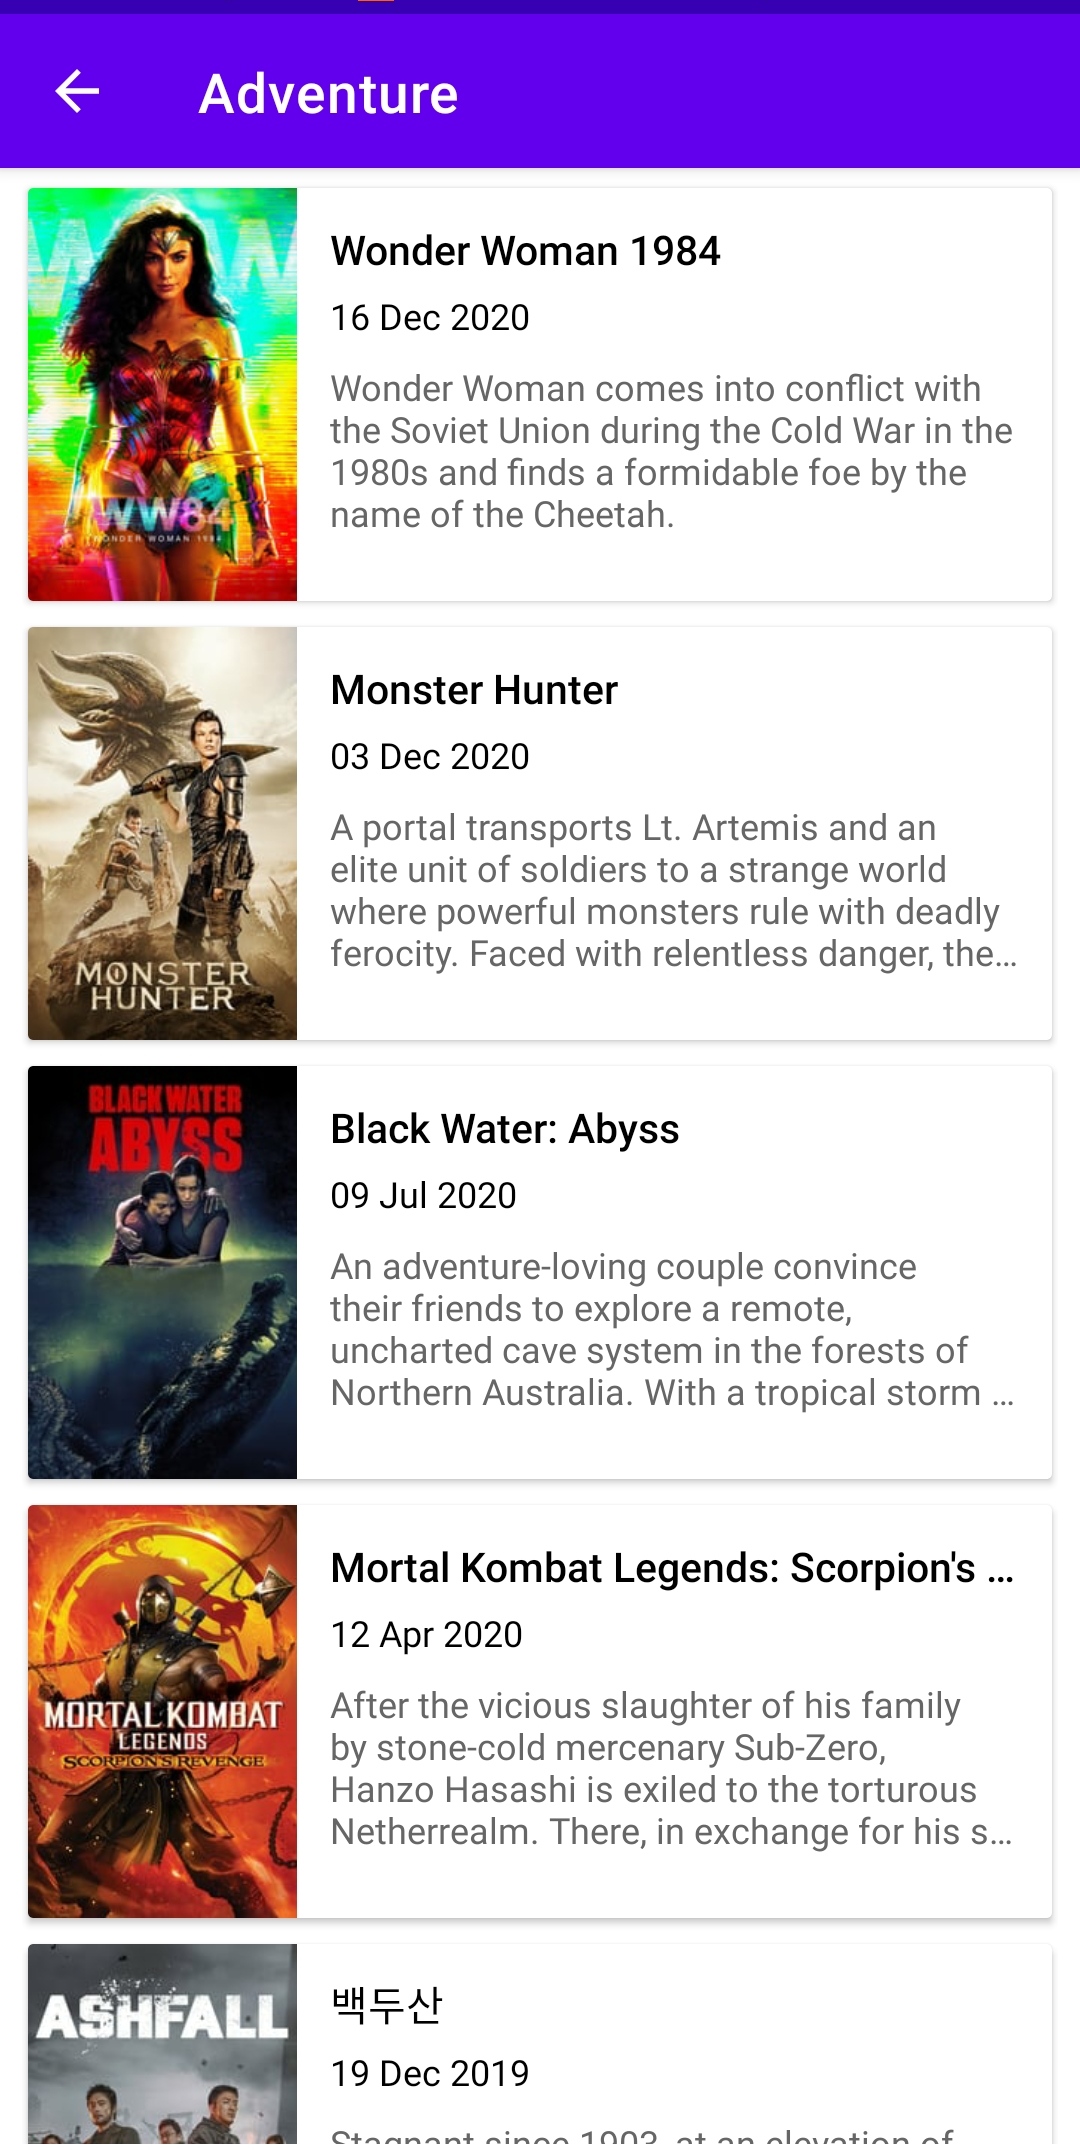 Adventure
WW84
WONDER WOMAN 1984
Wonder Woman 1984
16 Dec 2020
Wonder Woman comes into conflict with
the Soviet Union during the Cold War in the
1980s and finds a formidable foe by the
name of the Cheetah.
MONSTER
HUNTER
Monster Hunter
03 Dec 2020
A portal transports Lt. Artemis and an
elite unit of soldiers to a strange world
where powerful monsters rule with deadly
ferocity. Faced with relentless danger, the…
BLACK WATER
ABYSS
Black Water: Abyss
09 Jul 2020
An adventure-loving couple convince
their friends to explore a remote,
uncharted cave system in the forests of
Northern Australia. With a tropical storm …
MORTAL KOMBAT
LEGENDS
SCORPION'S REVENGE
Mortal Kombat Legends: Scorpion's …
12 Apr 2020
After the vicious slaughter of his family
by stone-cold mercenary Sub-Zero,
Hanzo Hasashi is exiled to the torturous
Netherrealm. There, in exchange for his s…
ASHFALL
백두산
19 Dec 2019
Stagnant since 1903, at an elevation of